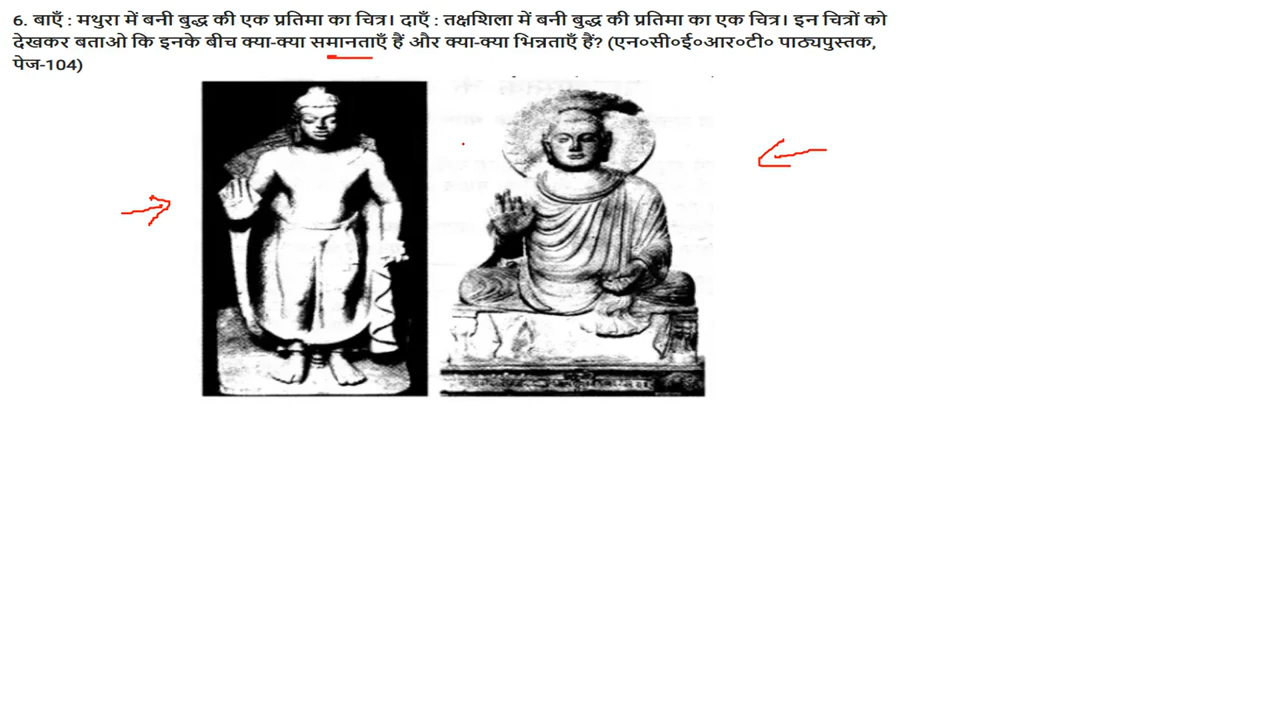 6. बाएँ : मथुरा में बनी बुद्ध की एक प्रतिमा का चित्र। दाएँ : तक्षशिला में बनी बुद्ध की प्रतिमा का एक चित्र। इन चित्रों को
देखकर बताओ कि इनके बीच क्या-क्या समानताएँ हैं और क्या-क्या भिन्नताएँ हैं? (एन०सी०ई०आर०टी० पाठ्यपुस्तक,
पेज-104)